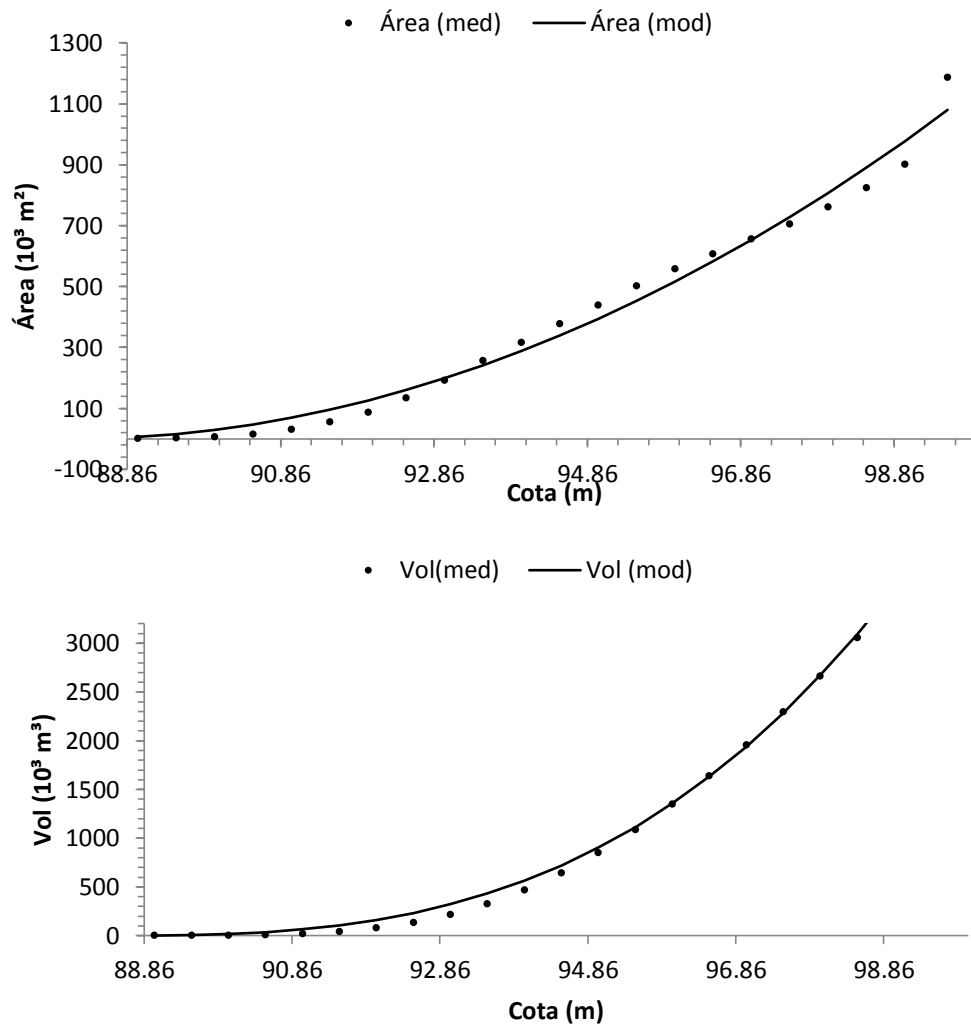 Área (med) Área (mod)
1300
1100
900
700
500
300
100
-100
Área (10³ m²)
88.86 90.86 92.86 94.86 96.86 98.86
Cota (m)
Vol(med) Vol (mod)
3000
2500
2000
1500
1000
500
0
Vol (10³ m³)
88.86 90.86 92.86 94.86 96.86 98.86
Cota (m)